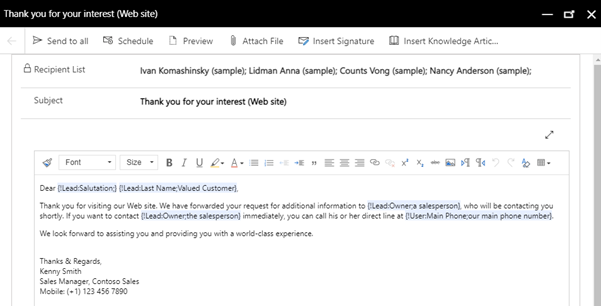 Thank you for your interest (Web site)
Send to all Schedule Preview Attach File Insert Signature Insert Knowledge Artic...
Recipient List Ivan Komashinsky (sample); Lidman Anna (sample); Counts Vong (sample); Nancy Anderson (sample);
Subject Thank you for your interest (Web site)
Font Size B I U
Dear {!Lead:Salutation;} {!Lead:Last Name;Valued Customer},
Thank you for visiting our Web site. We have forwarded your request for additional information to {!Lead:Owner;a salesperson}, who will be contacting you
shortly. If you want to contact {!Lead:Owner;the salesperson} immediately, you can call his or her direct line at {!User:Main Phone;our main phone number}.
We look forward to assisting you and providing you with a world-class experience.
Thanks & Regards,
Kenny Smith
Sales Manager, Contoso Sales
Mobile: (+1) 123 456 7890